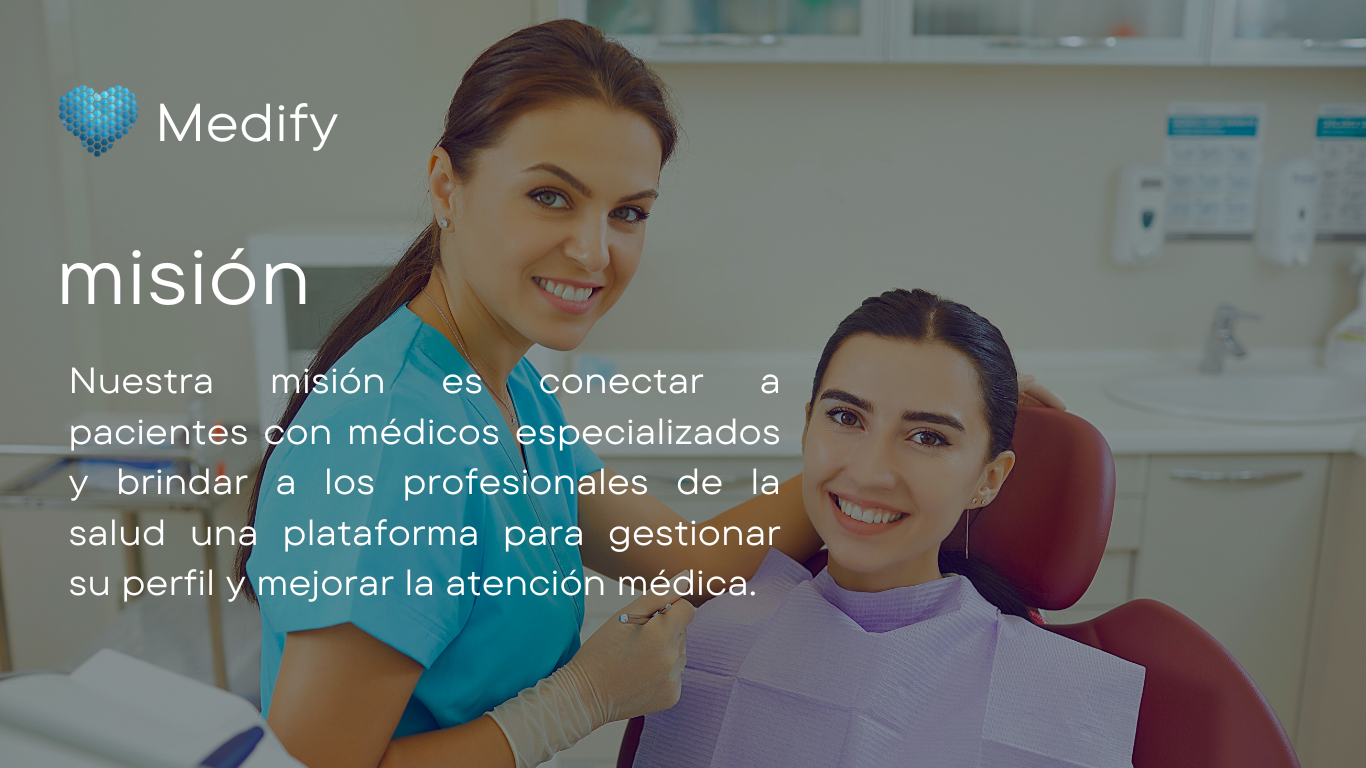 Medify
misión
Nuestra misión es conectar a
pacientes con médicos especializados
y brindar a los profesionales de la
salud una plataforma para gestionar
su perfil y mejorar la atención médica.